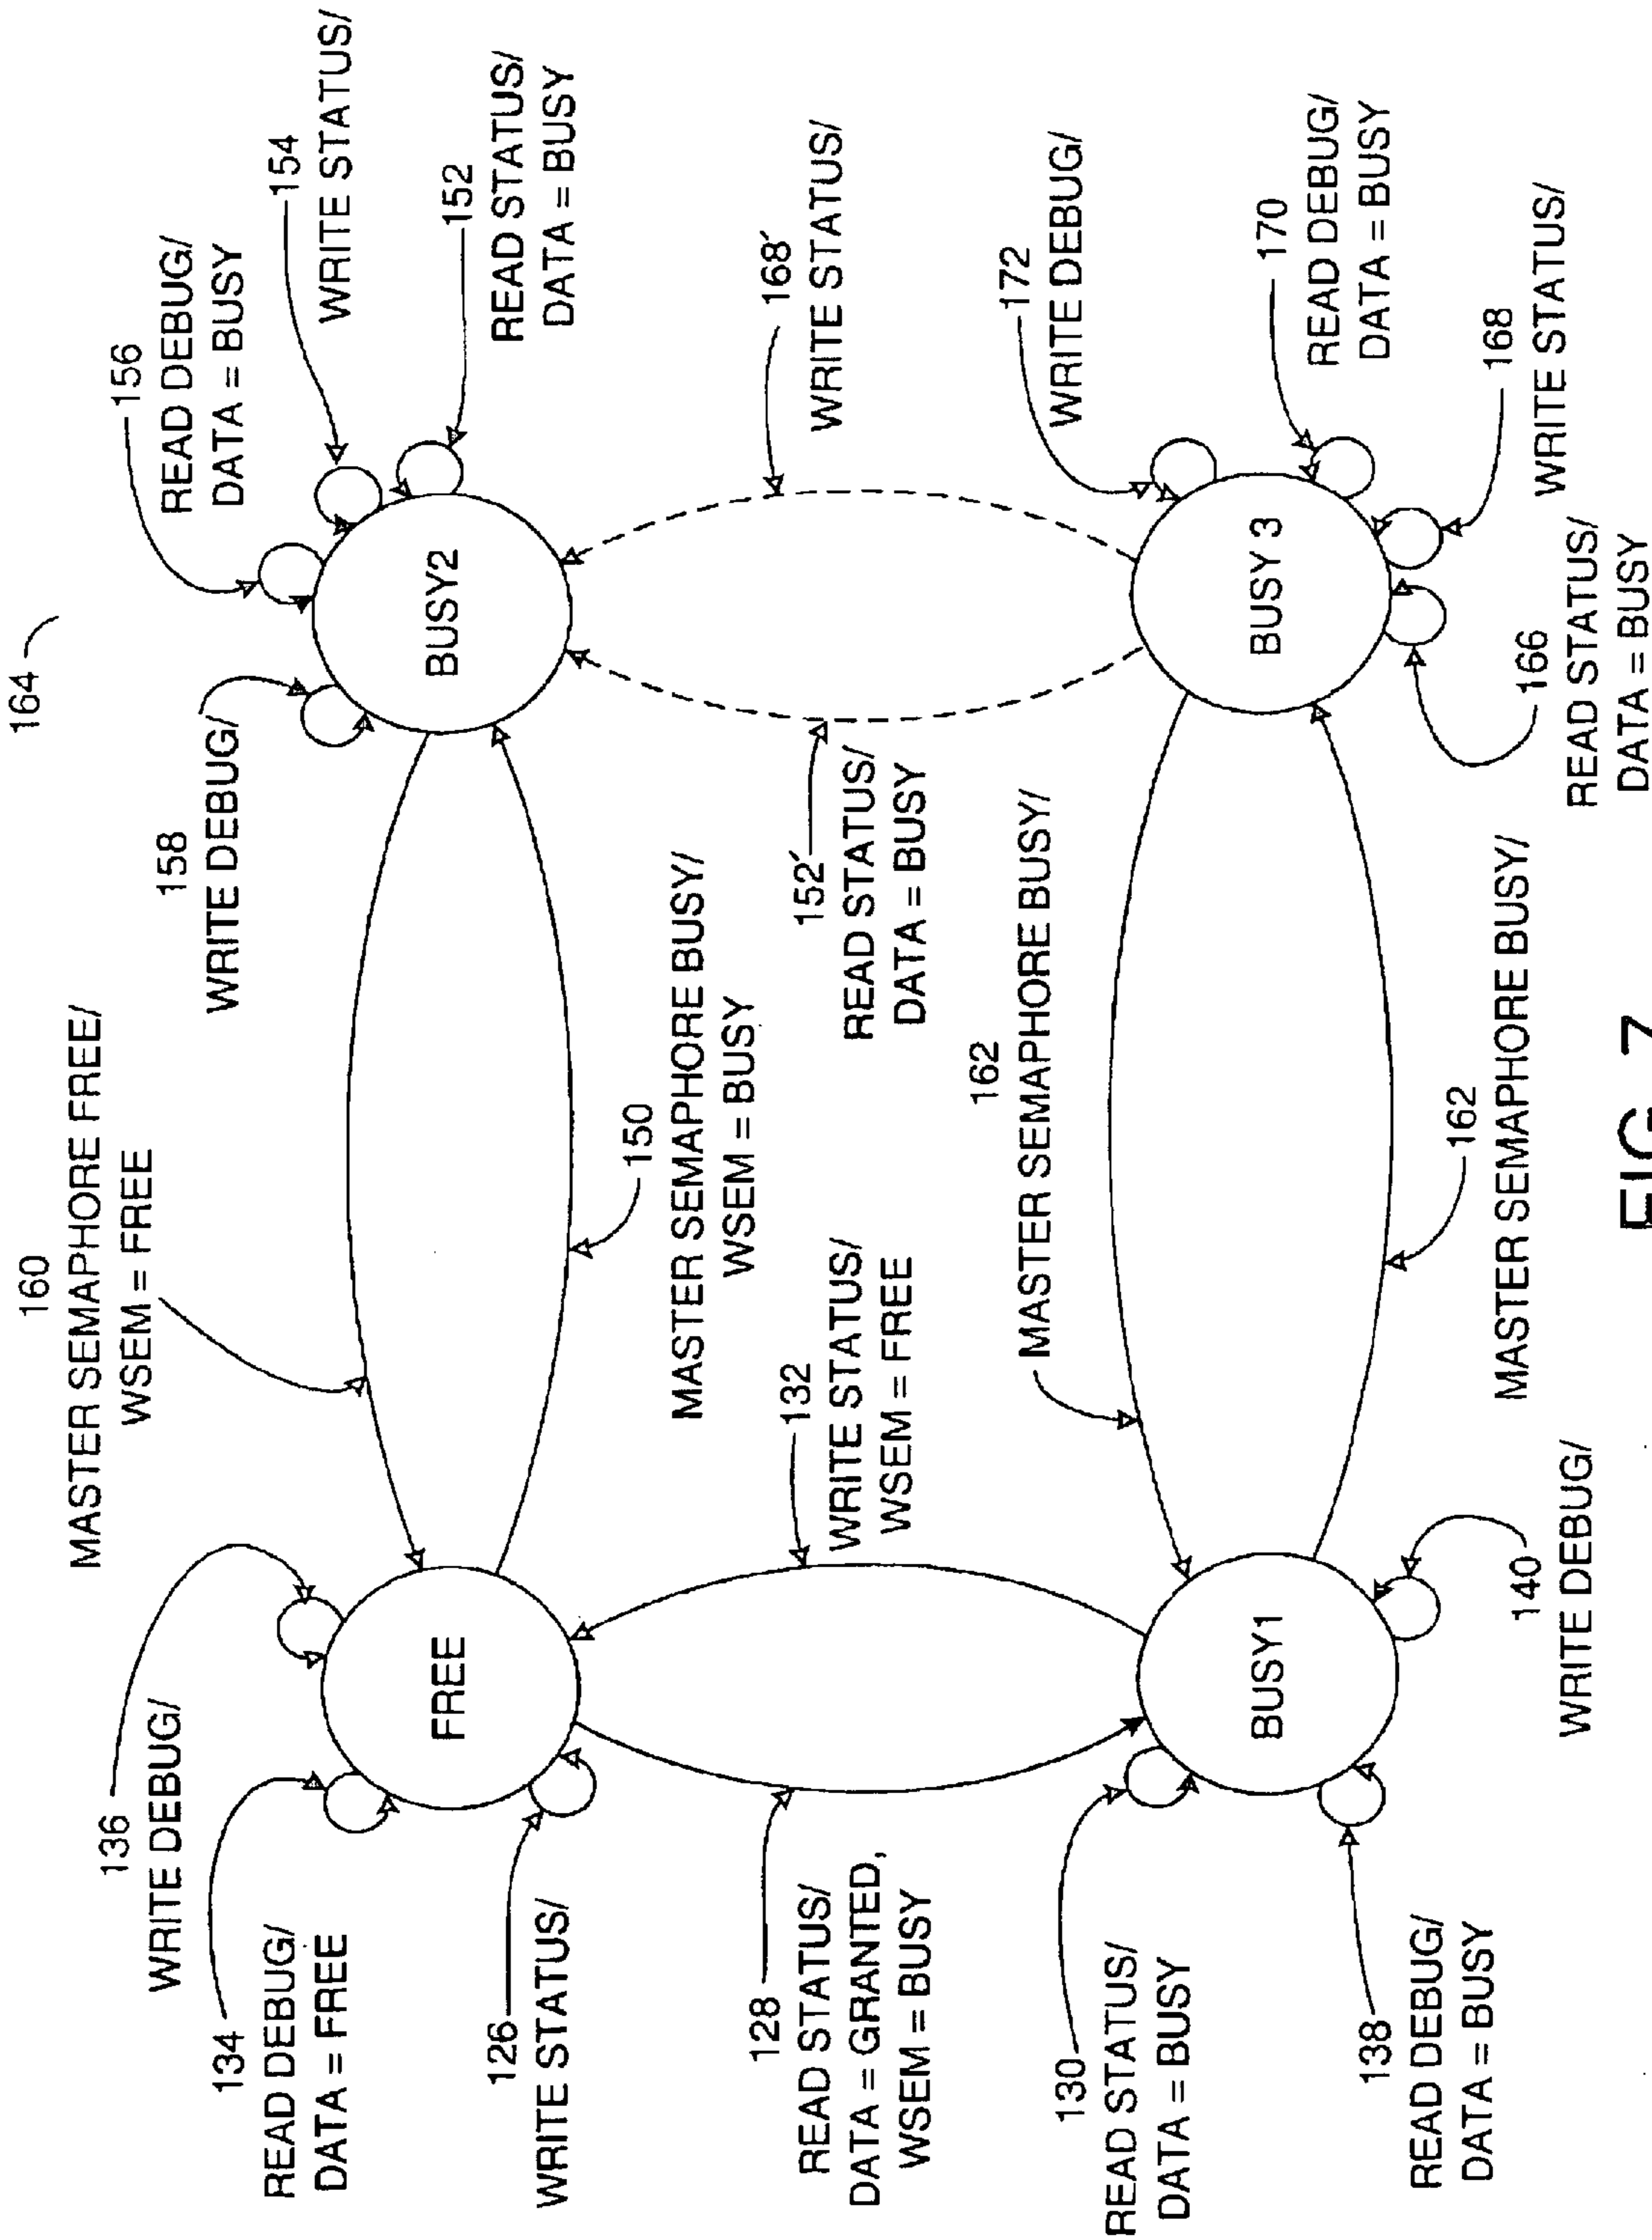 164
160
MASTER SEMAPHORE FREE/
WSEM = FREE
136
WRITE DEBUG/
134
READ DEBUG/
DATA = FREE
126
WRITE STATUS/
FREE
158
WRITE DEBUG/
156
READ DEBUG/
DATA = BUSY
154
WRITE STATUS/
152
READ STATUS/
DATA = BUSY
BUSY2
150
MASTER SEMAPHORE BUSY/
WSEM = BUSY
128
READ STATUS/
DATA = GRANTED,
WSEM = BUSY
132
WRITE STATUS/
WSEM = FREE
152′
READ STATUS/
DATA = BUSY
168′
WRITE STATUS/
162
MASTER SEMAPHORE BUSY/
172
WRITE DEBUG/
130
READ STATUS/
DATA = BUSY
BUSY1
BUSY 3
170
READ DEBUG/
DATA = BUSY
138
READ DEBUG/
DATA = BUSY
140
WRITE DEBUG/
162
MASTER SEMAPHORE BUSY/
166
READ STATUS/
DATA = BUSY
168
WRITE STATUS/
FIG. 7